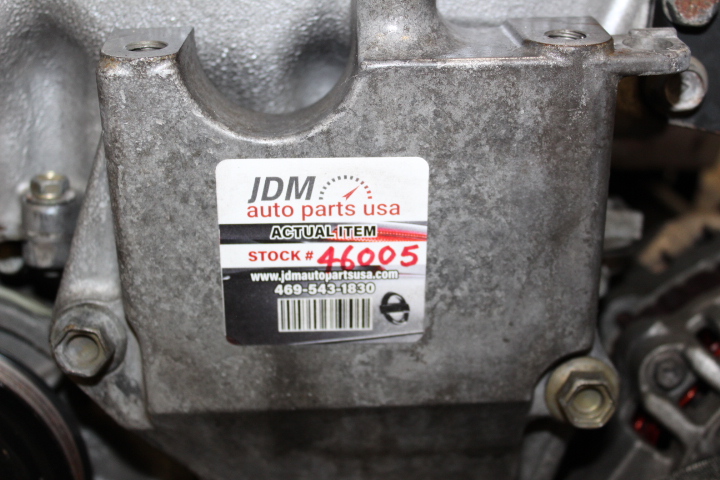 JDM
auto parts usa
ACTUAL ITEM
STOCK # 46005
www.jdmautopartsusa.com
469-543-1830